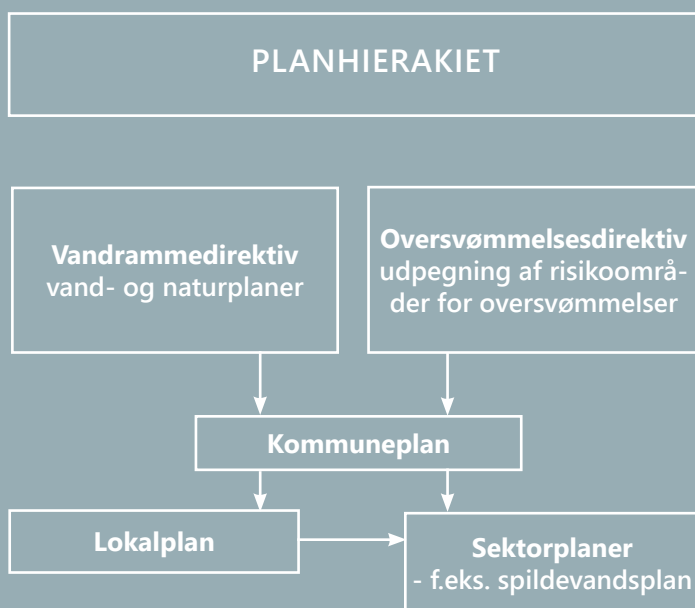 PLANHIERAKIET
Vandrammedirektiv
vand- og naturplaner
Oversvømmelsesdirektiv
udpegning af risikoområ-
der for oversvømmelser
Kommuneplan
Lokalplan
Sektorplaner
- f.eks. spildevandsplan